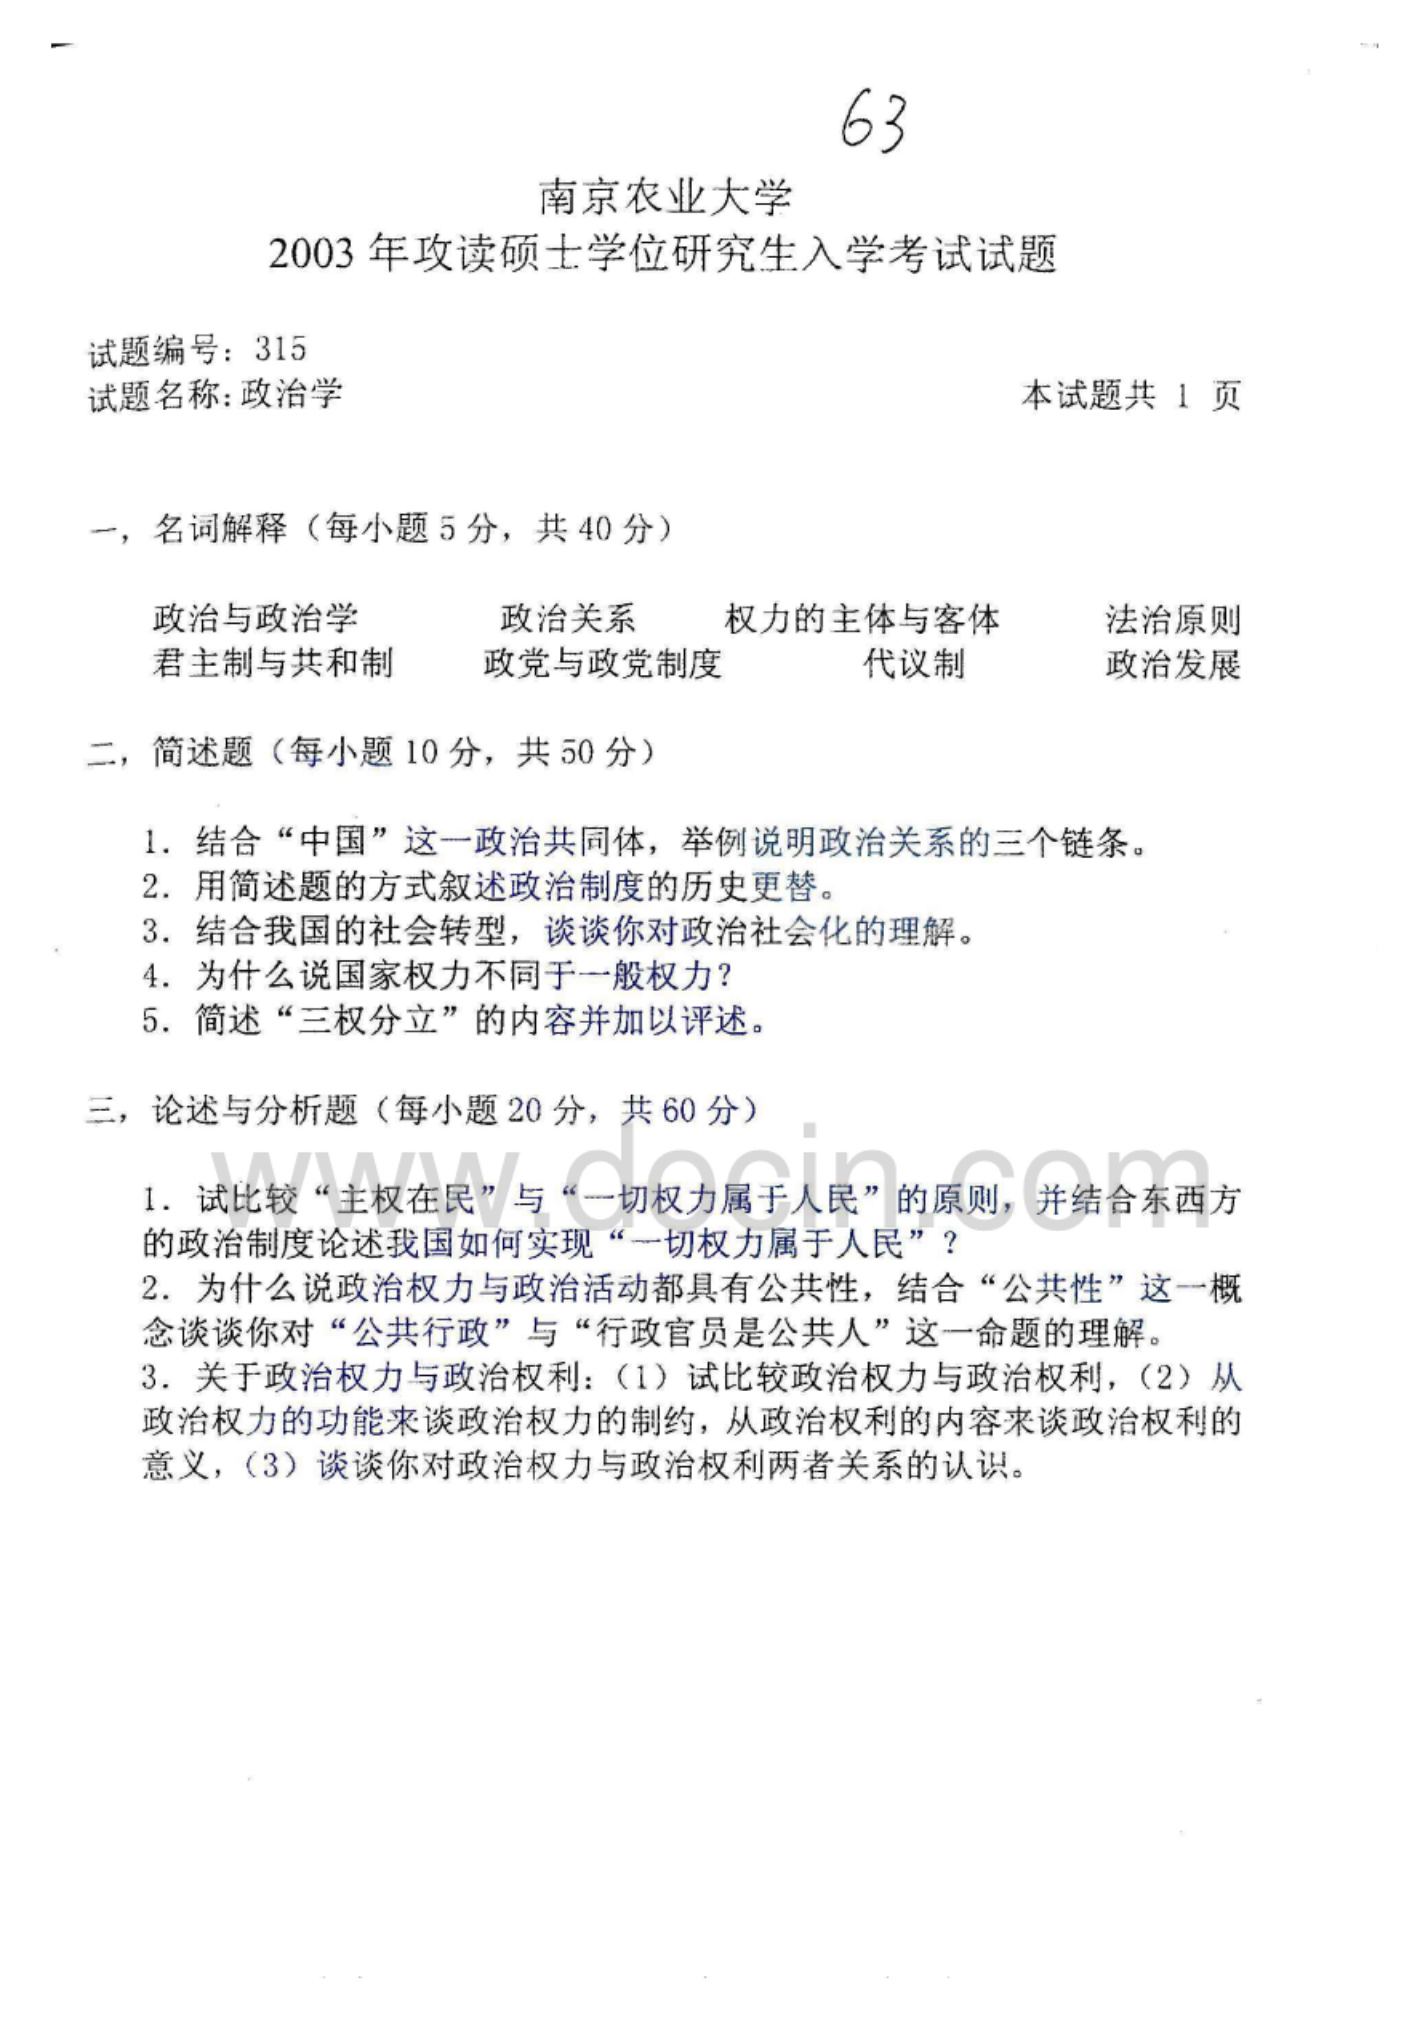 63
南京农业大学
2003 年攻读硕士学位研究生入学考试试题
试题编号：315
试题名称:政治学 本试题共 1 页
一，名词解释（每小题 5 分，共 40 分）
政治与政治学 政治关系 权力的主体与客体 法治原则
君主制与共和制 政党与政党制度 代议制 政治发展
二，简述题（每小题 10 分，共 50 分）
1．结合“中国”这一政治共同体，举例说明政治关系的三个链条。
2．用简述题的方式叙述政治制度的历史更替。
3．结合我国的社会转型，谈谈你对政治社会化的理解。
4．为什么说国家权力不同于一般权力？
5．简述“三权分立”的内容并加以评述。
三，论述与分析题（每小题 20 分，共 60 分）
www.docin.com
1．试比较“主权在民”与“一切权力属于人民”的原则，并结合东西方
的政治制度论述我国如何实现“一切权力属于人民”？
2．为什么说政治权力与政治活动都具有公共性，结合“公共性”这一概
念谈谈你对“公共行政”与“行政官员是公共人”这一命题的理解。
3．关于政治权力与政治权利：（1）试比较政治权力与政治权利，（2）从
政治权力的功能来谈政治权力的制约，从政治权利的内容来谈政治权利的
意义，（3）谈谈你对政治权力与政治权利两者关系的认识。